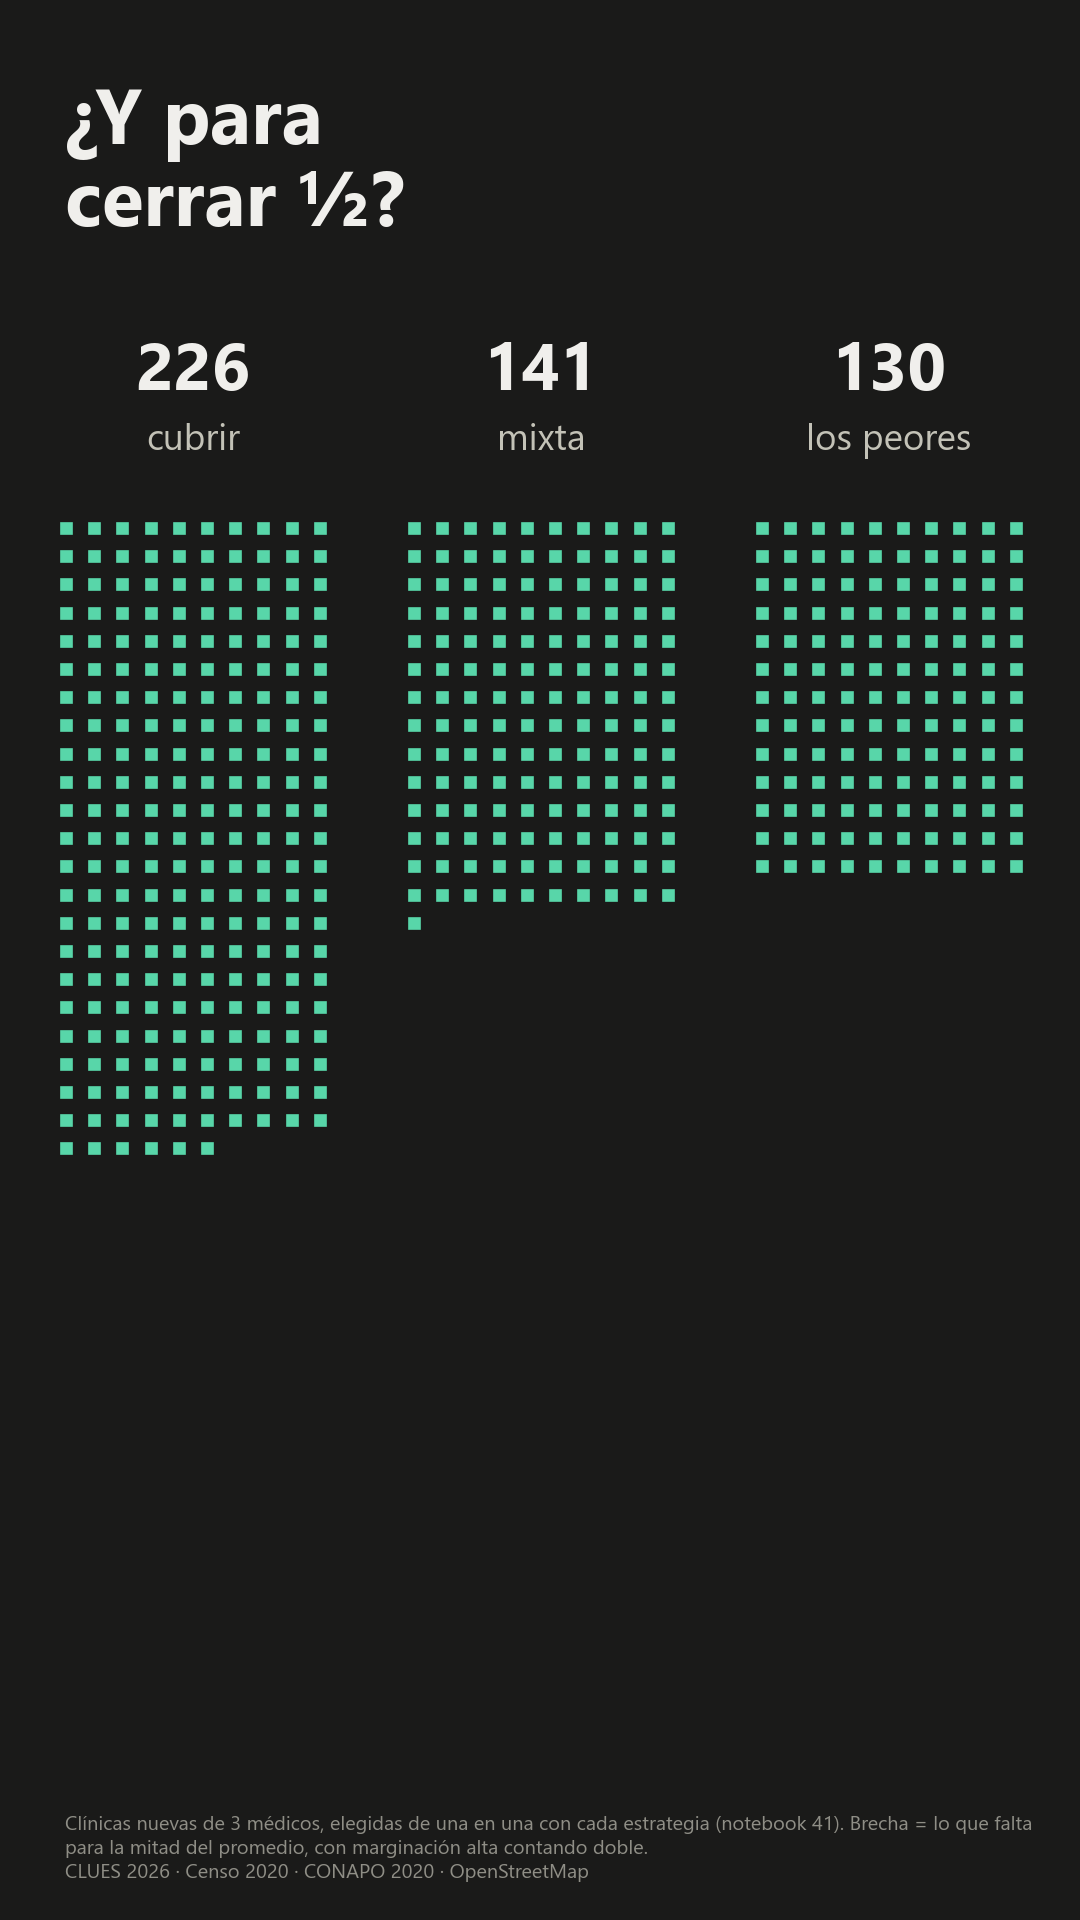 ¿Y para
cerrar ½?
226
cubrir
141
mixta
130
los peores
Clínicas nuevas de 3 médicos, elegidas de una en una con cada estrategia (notebook 41). Brecha = lo que falta
para la mitad del promedio, con marginación alta contando doble.
CLUES 2026 · Censo 2020 · CONAPO 2020 · OpenStreetMap